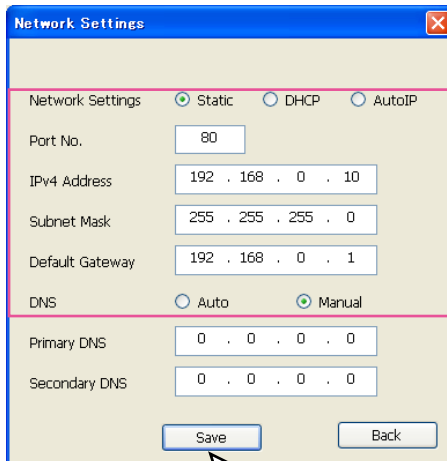 Network Settings
Network Settings Static DHCP AutoIP
Port No. 80
IPv4 Address 192 . 168 . 0 . 10
Subnet Mask 255 . 255 . 255 . 0
Default Gateway 192 . 168 . 0 . 1
DNS Auto Manual
Primary DNS 0 . 0 . 0 . 0
Secondary DNS 0 . 0 . 0 . 0
Save Back